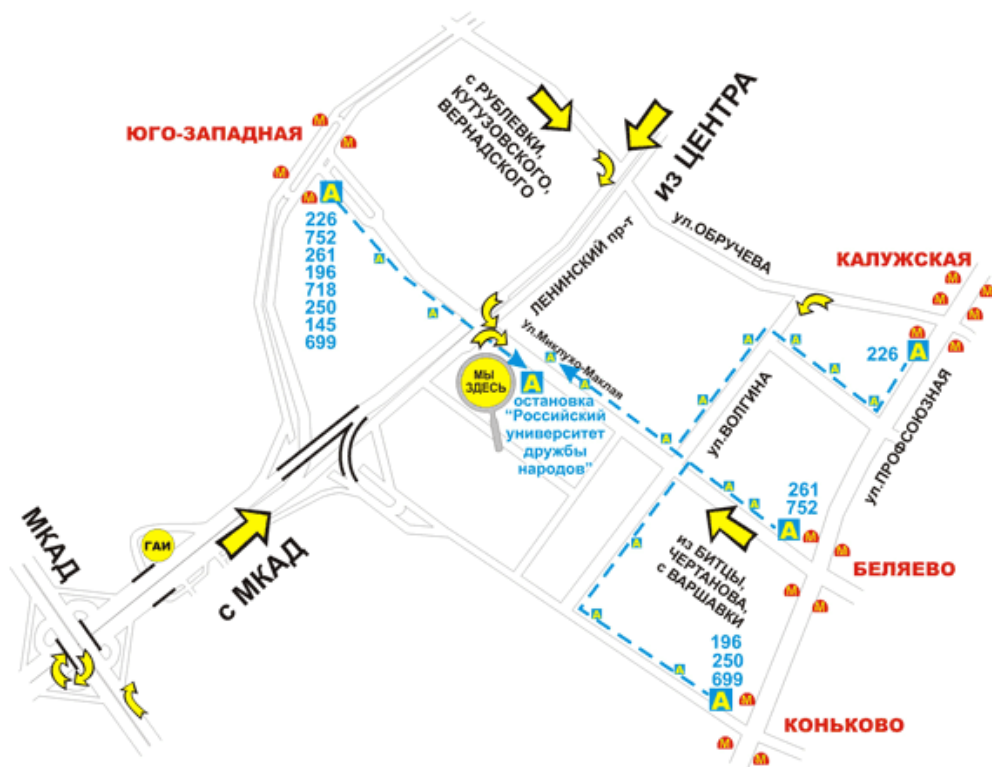 с РУБЛЕВКИ,
КУТУЗОВСКОГО,
ВЕРНАДСКОГО
из ЦЕНТРА
ЮГО-ЗАПАДНАЯ
М
М
М
М
А
226
752
261
196
718
250
145
699
А
А
ЛЕНИНСКИЙ пр-т
ул.ОБРУЧЕВА
КАЛУЖСКАЯ
М
М
М
М
М
М
226
А
А
А
А
А
ул.Миклухо-Маклая
А
А
МЫ
ЗДЕСЬ
А
остановка
"Российский
университет
дружбы
народов"
ул.ВОЛГИНА
ул.ПРОФСОЮЗНАЯ
А
А
А
А
261
752
А
М
М
М
М
БЕЛЯЕВО
МКАД
ГАИ
с МКАД
из БИТЦЫ,
ЧЕРТАНОВА,
с ВАРШАВКИ
А
А
А
196
250
699
А
М
М
М
КОНЬКОВО